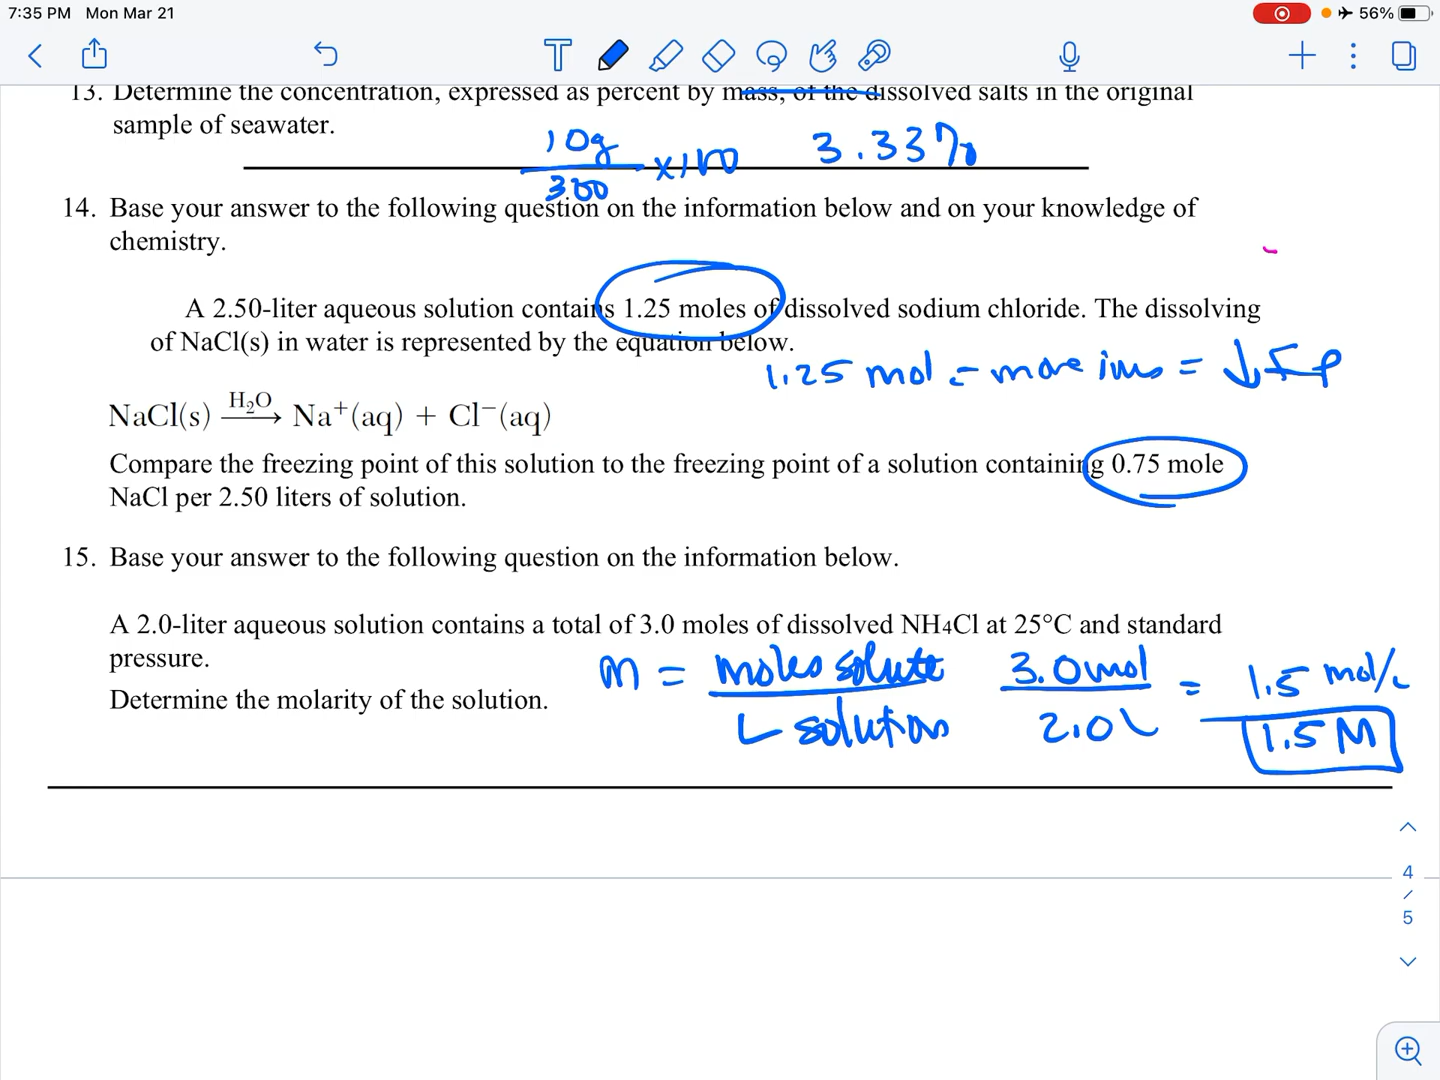 7:35 PM Mon Mar 21 56%
13. Determine the concentration, expressed as percent by mass, of the dissolved salts in the original
sample of seawater.
10g
300
x100
3.33%
14. Base your answer to the following question on the information below and on your knowledge of
chemistry.
A 2.50-liter aqueous solution contains 1.25 moles of dissolved sodium chloride. The dissolving
of NaCl(s) in water is represented by the equation below.
1.25 mol = more ions = ↓ FP
NaCl(s) H₂O→ Na⁺(aq) + Cl⁻(aq)
Compare the freezing point of this solution to the freezing point of a solution containing 0.75 mole
NaCl per 2.50 liters of solution.
15. Base your answer to the following question on the information below.
A 2.0-liter aqueous solution contains a total of 3.0 moles of dissolved NH₄Cl at 25°C and standard
pressure.
Determine the molarity of the solution.
M = moles solute
L solution
3.0 mol
2.0 L
= 1.5 mol/L
1.5 M
4
/
5